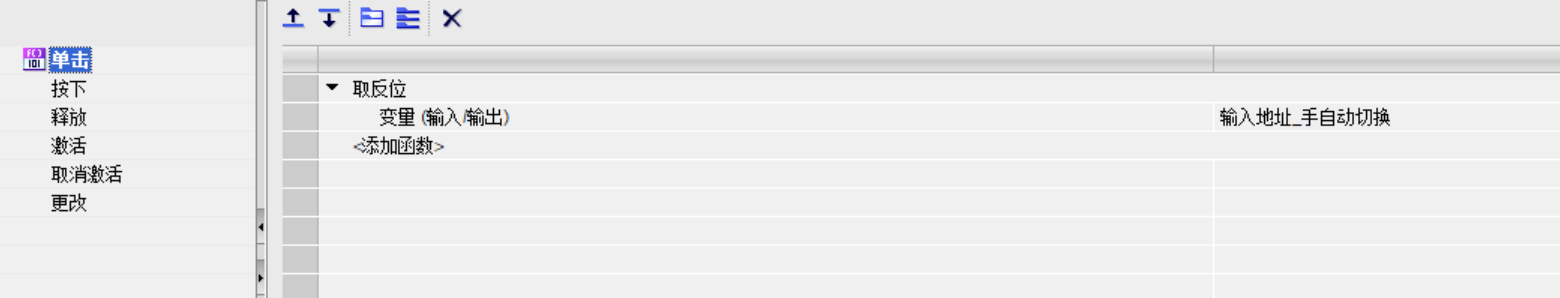 单击
按下
释放
激活
取消激活
更改
取反位
变量 (输入/输出) 输入地址_手自动切换
<添加函数>